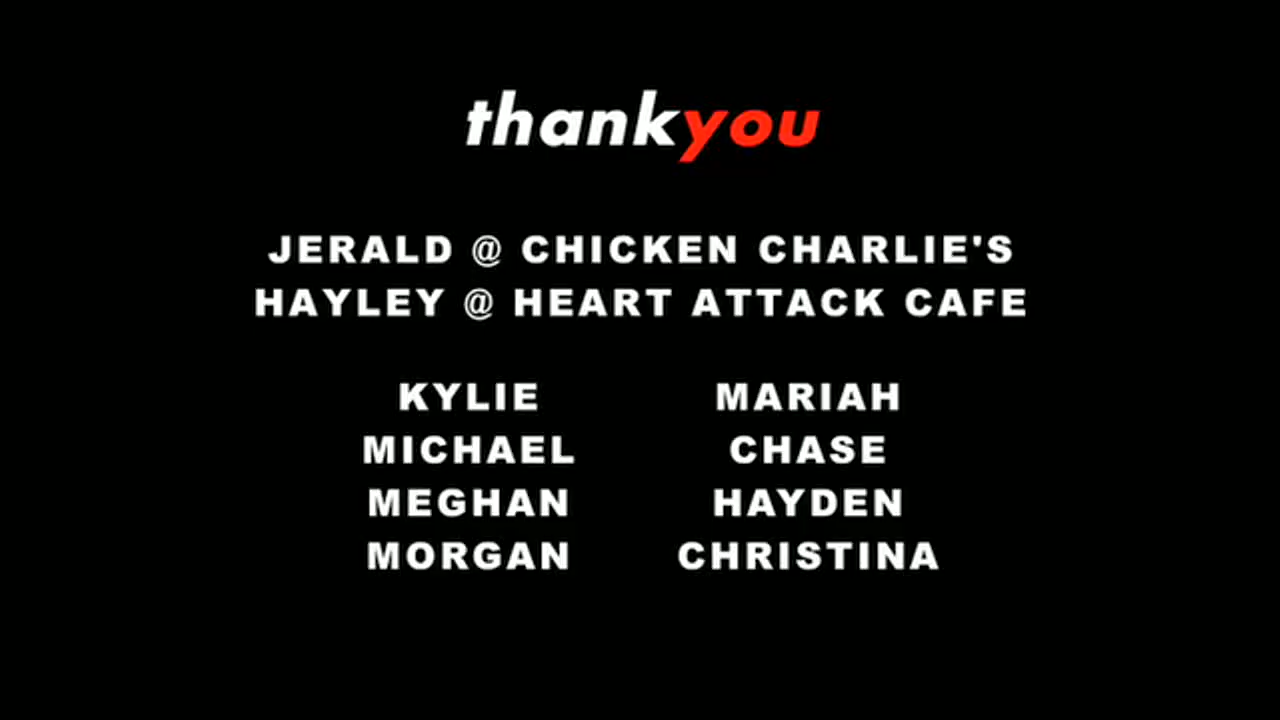 thankyou
JERALD @ CHICKEN CHARLIE'S
HAYLEY @ HEART ATTACK CAFE
KYLIE
MICHAEL
MEGHAN
MORGAN
MARIAH
CHASE
HAYDEN
CHRISTINA